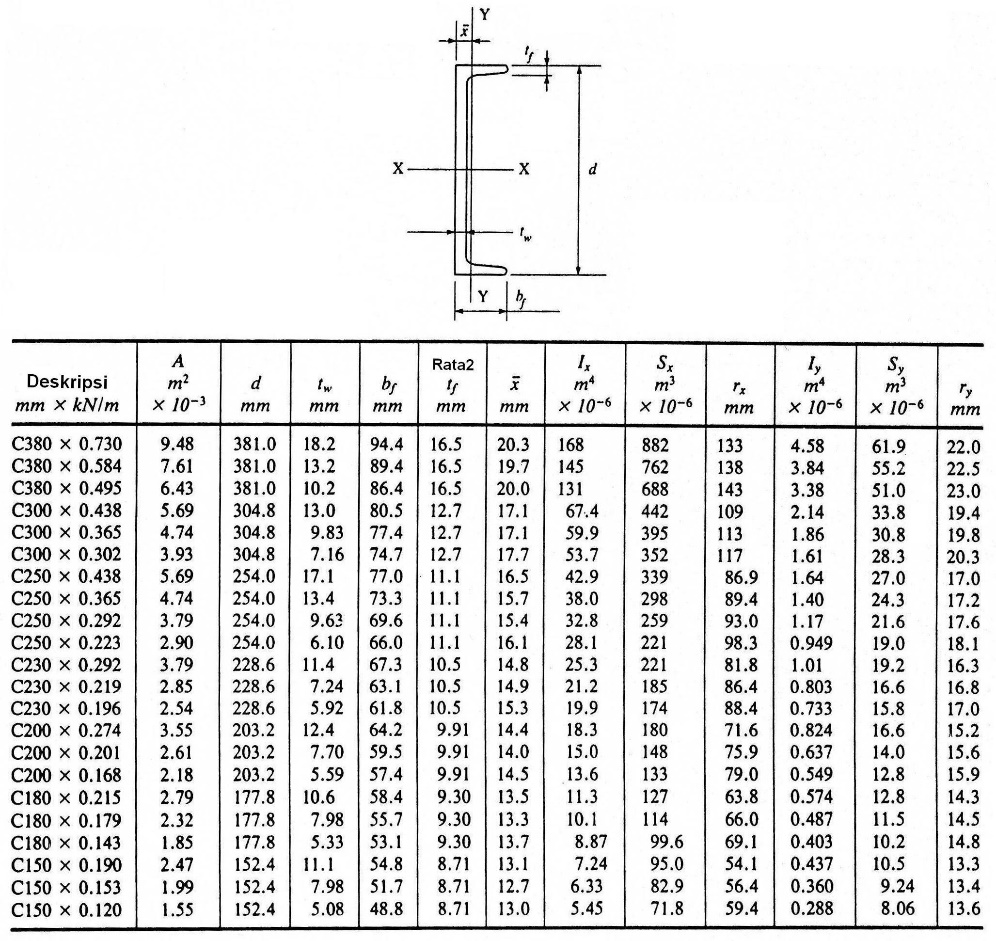 Y
x̄
t_f
X X
d
t_w
Y b_f
Deskripsi mm × kN/m A m² × 10⁻³ d mm t_w mm b_f mm Rata2 t_f mm x̄ mm I_x m⁴ × 10⁻⁶ S_x m³ × 10⁻⁶ r_x mm I_y m⁴ × 10⁻⁶ S_y m³ × 10⁻⁶ r_y mm
C380 × 0.730 9.48 381.0 18.2 94.4 16.5 20.3 168 882 133 4.58 61.9 22.0
C380 × 0.584 7.61 381.0 13.2 89.4 16.5 19.7 145 762 138 3.84 55.2 22.5
C380 × 0.495 6.43 381.0 10.2 86.4 16.5 20.0 131 688 143 3.38 51.0 23.0
C300 × 0.438 5.69 304.8 13.0 80.5 12.7 17.1 67.4 442 109 2.14 33.8 19.4
C300 × 0.365 4.74 304.8 9.83 77.4 12.7 17.1 59.9 395 113 1.86 30.8 19.8
C300 × 0.302 3.93 304.8 7.16 74.7 12.7 17.7 53.7 352 117 1.61 28.3 20.3
C250 × 0.438 5.69 254.0 17.1 77.0 11.1 16.5 42.9 339 86.9 1.64 27.0 17.0
C250 × 0.365 4.74 254.0 13.4 73.3 11.1 15.7 38.0 298 89.4 1.40 24.3 17.2
C250 × 0.292 3.79 254.0 9.63 69.6 11.1 15.4 32.8 259 93.0 1.17 21.6 17.6
C250 × 0.223 2.90 254.0 6.10 66.0 11.1 16.1 28.1 221 98.3 0.949 19.0 18.1
C230 × 0.292 3.79 228.6 11.4 67.3 10.5 14.8 25.3 221 81.8 1.01 19.2 16.3
C230 × 0.219 2.85 228.6 7.24 63.1 10.5 14.9 21.2 185 86.4 0.803 16.6 16.8
C230 × 0.196 2.54 228.6 5.92 61.8 10.5 15.3 19.9 174 88.4 0.733 15.8 17.0
C200 × 0.274 3.55 203.2 12.4 64.2 9.91 14.4 18.3 180 71.6 0.824 16.6 15.2
C200 × 0.201 2.61 203.2 7.70 59.5 9.91 14.0 15.0 148 75.9 0.637 14.0 15.6
C200 × 0.168 2.18 203.2 5.59 57.4 9.91 14.5 13.6 133 79.0 0.549 12.8 15.9
C180 × 0.215 2.79 177.8 10.6 58.4 9.30 13.5 11.3 127 63.8 0.574 12.8 14.3
C180 × 0.179 2.32 177.8 7.98 55.7 9.30 13.3 10.1 114 66.0 0.487 11.5 14.5
C180 × 0.143 1.85 177.8 5.33 53.1 9.30 13.7 8.87 99.6 69.1 0.403 10.2 14.8
C150 × 0.190 2.47 152.4 11.1 54.8 8.71 13.1 7.24 95.0 54.1 0.437 10.5 13.3
C150 × 0.153 1.99 152.4 7.98 51.7 8.71 12.7 6.33 82.9 56.4 0.360 9.24 13.4
C150 × 0.120 1.55 152.4 5.08 48.8 8.71 13.0 5.45 71.8 59.4 0.288 8.06 13.6